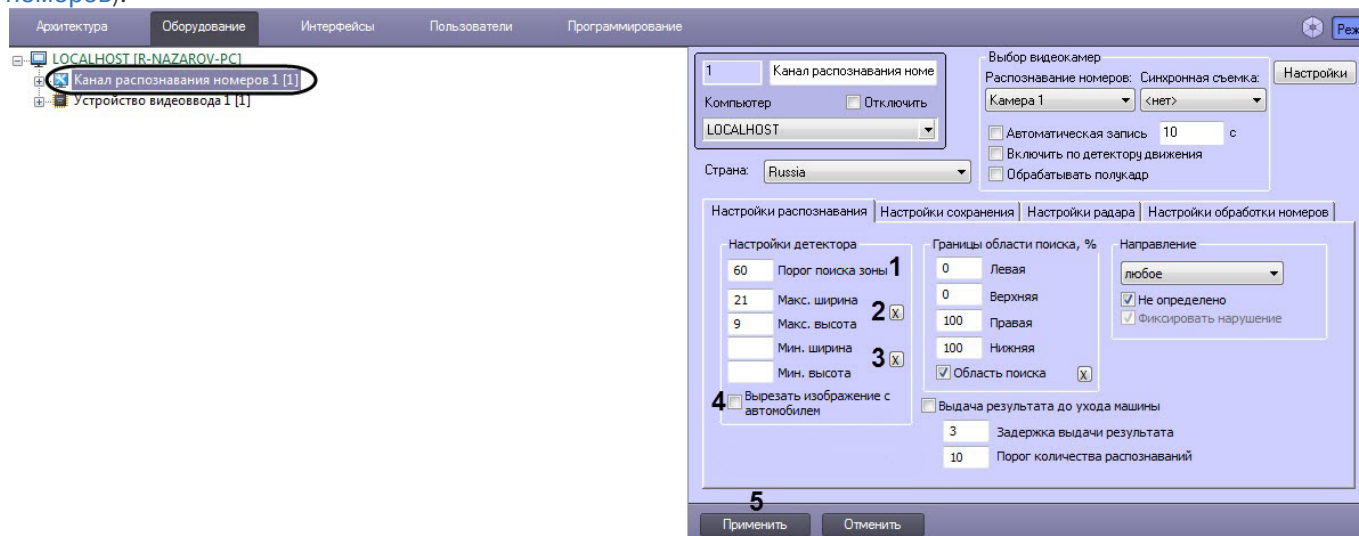 номеров).
Архитектура Оборудование Интерфейсы Пользователи Программирование
LOCALHOST [R-NAZAROV-PC]
Канал распознавания номеров 1 [1]
Устройство видеоввода 1 [1]
1 Канал распознавания номе
Компьютер Отключить
LOCALHOST
Страна: Russia
Выбор видеокамер
Распознавание номеров: Синхронная съемка:
Настройки
Камера 1 <нет>
Автоматическая запись 10 с
Включить по детектору движения
Обрабатывать полукадр
Настройки распознавания Настройки сохранения Настройки радара Настройки обработки номеров
Настройки детектора
60 Порог поиска зоны 1
21 Макс. ширина
2 X
9 Макс. высота
Мин. ширина
3 X
Мин. высота
4 Вырезать изображение с
автомобилем
Границы области поиска, %
0 Левая
0 Верхняя
100 Правая
100 Нижняя
Область поиска X
Направление
любое
Не определено
Фиксировать нарушение
Выдача результата до ухода машины
3 Задержка выдачи результата
10 Порог количества распознаваний
5
Применить Отменить